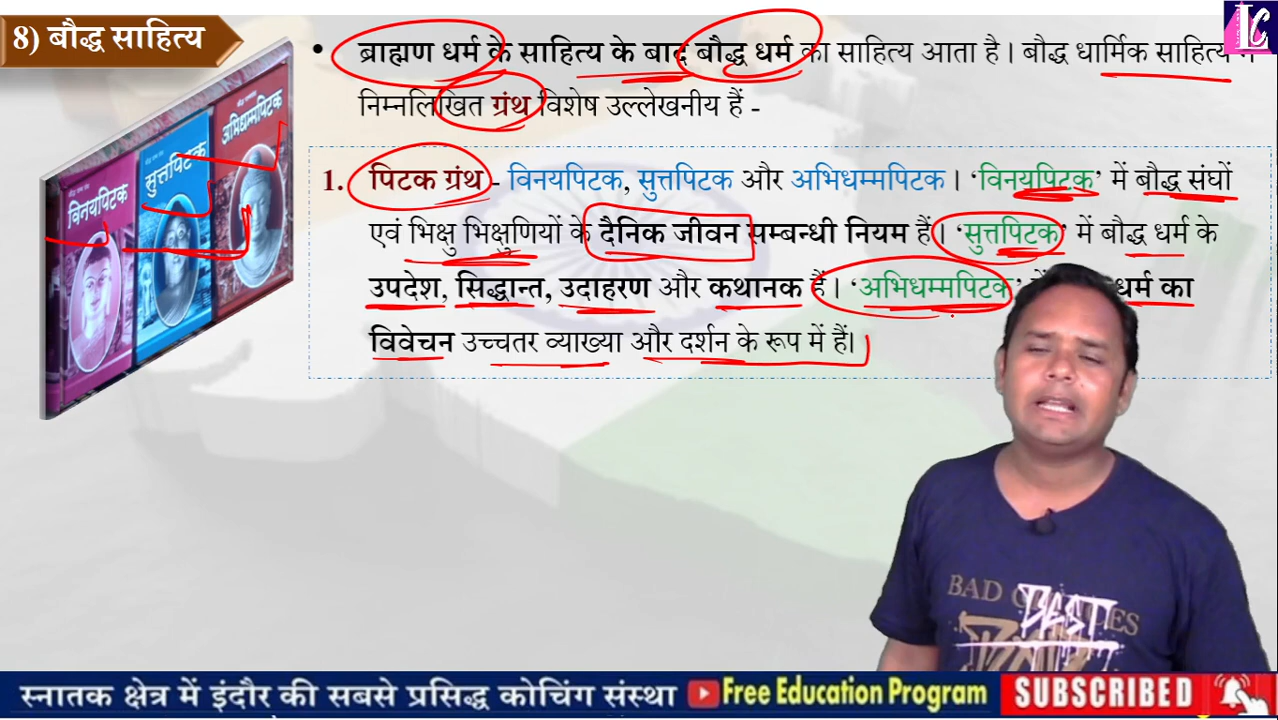 8) बौद्ध साहित्य
LC
• ब्राह्मण धर्म के साहित्य के बाद बौद्ध धर्म का साहित्य आता है। बौद्ध धार्मिक साहित्य में
निम्नलिखित ग्रंथ विशेष उल्लेखनीय हैं -
1. पिटक ग्रंथ - विनयपिटक, सुत्तपिटक और अभिधम्मपिटक। 'विनयपिटक' में बौद्ध संघों
एवं भिक्षु भिक्षुणियों के दैनिक जीवन सम्बन्धी नियम हैं। 'सुत्तपिटक' में बौद्ध धर्म के
उपदेश, सिद्धान्त, उदाहरण और कथानक हैं। 'अभिधम्मपिटक' धर्म का
विवेचन उच्चतर व्याख्या और दर्शन के रूप में हैं।
विनयपिटक
सुत्तपिटक
अभिधम्मपिटक
BAD
BEST
स्नातक क्षेत्र में इंदौर की सबसे प्रसिद्ध कोचिंग संस्था Free Education Program SUBSCRIBED